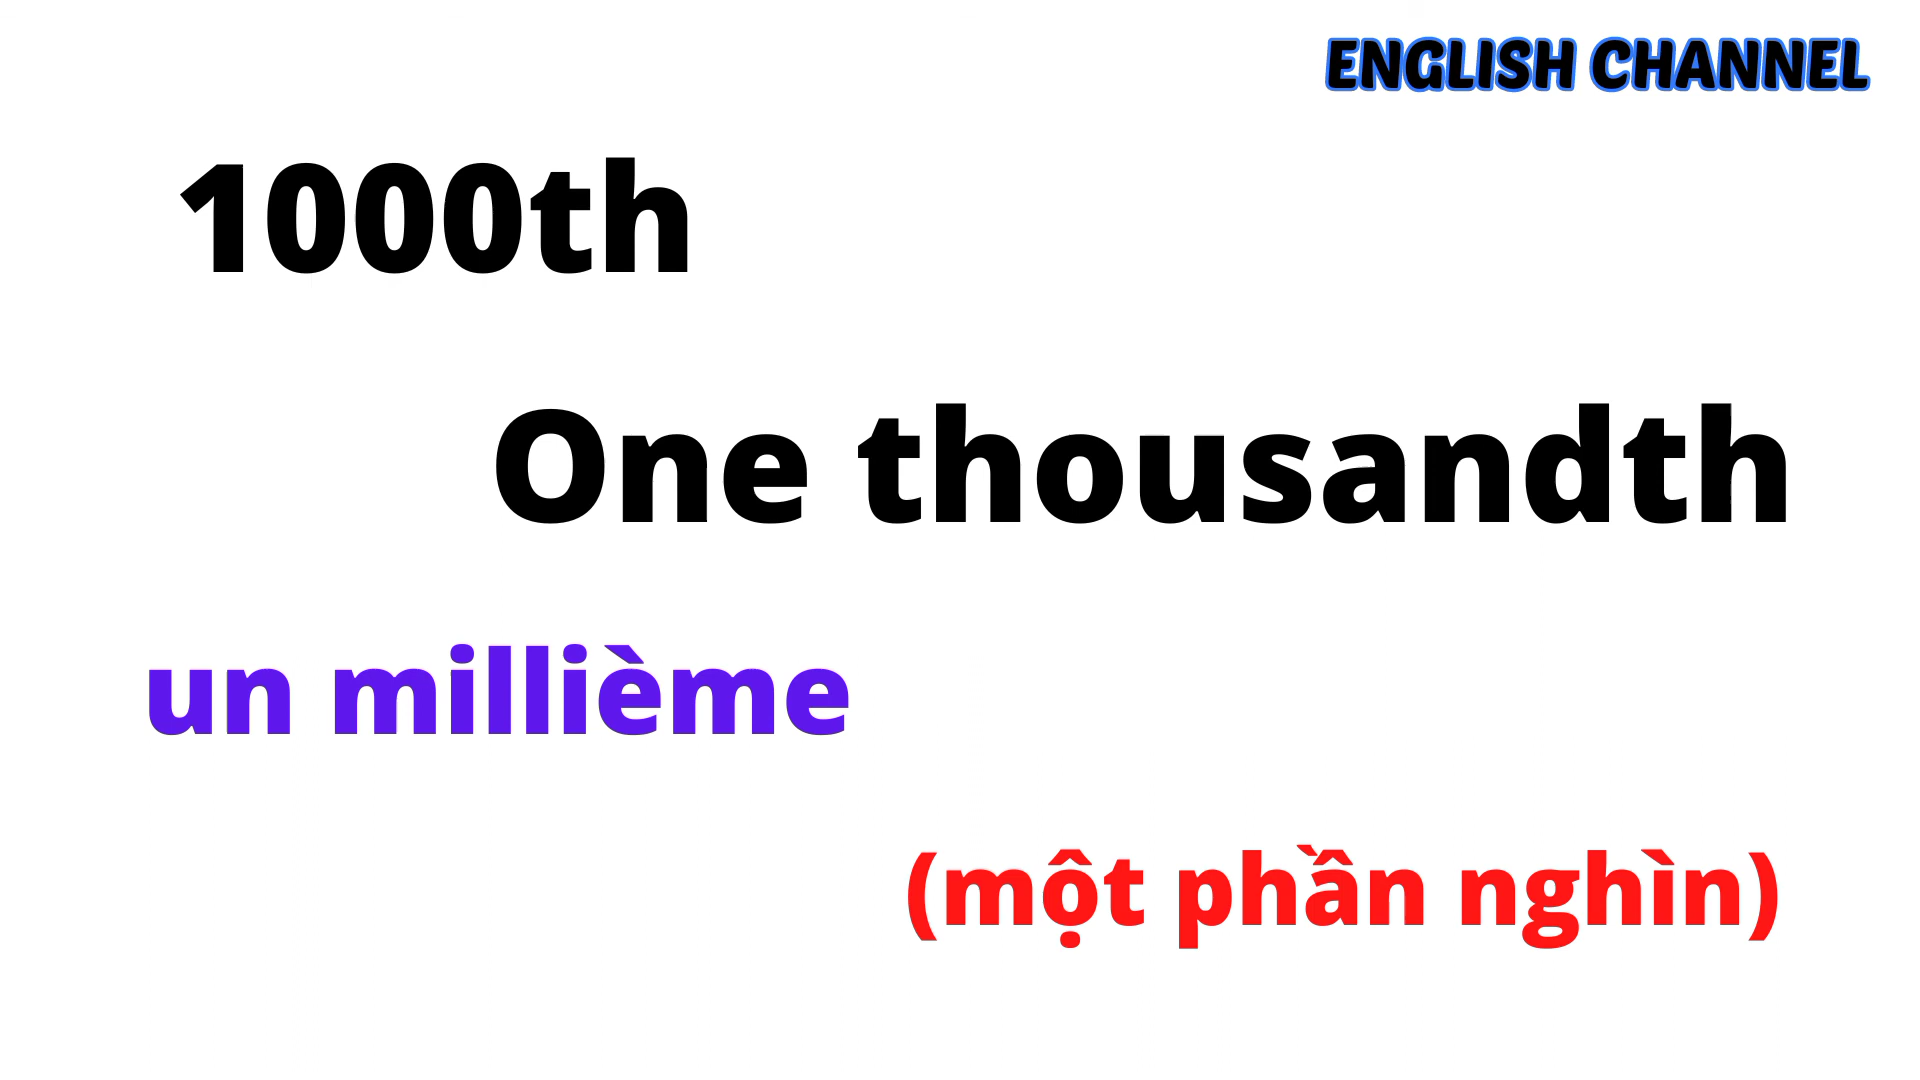 ENGLISH CHANNEL
1000th
One thousandth
un millième
(một phần nghìn)